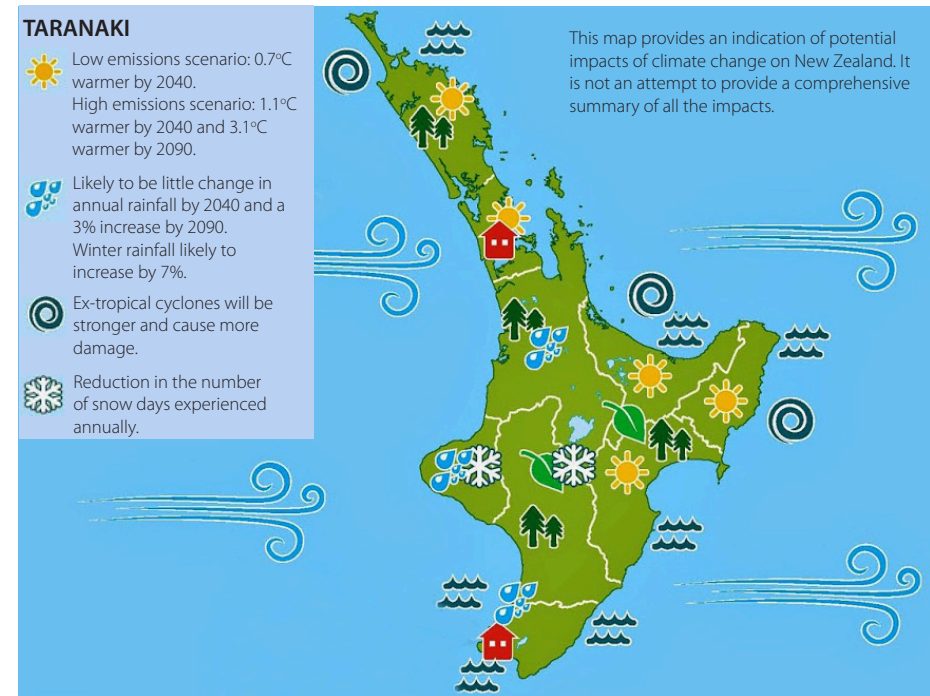 TARANAKI
Low emissions scenario: 0.7°C
warmer by 2040.
High emissions scenario: 1.1°C
warmer by 2040 and 3.1°C
warmer by 2090.
Likely to be little change in
annual rainfall by 2040 and a
3% increase by 2090.
Winter rainfall likely to
increase by 7%.
Ex-tropical cyclones will be
stronger and cause more
damage.
Reduction in the number
of snow days experienced
annually.
This map provides an indication of potential
impacts of climate change on New Zealand. It
is not an attempt to provide a comprehensive
summary of all the impacts.